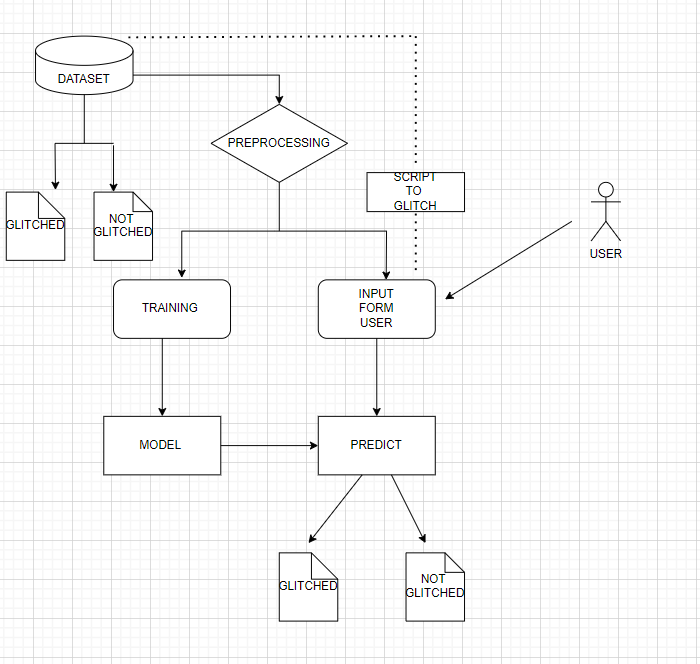 DATASET
PREPROCESSING
SCRIPT
TO
GLITCH
GLITCHED
NOT
GLITCHED
USER
TRAINING
INPUT
FORM
USER
MODEL
PREDICT
GLITCHED
NOT
GLITCHED